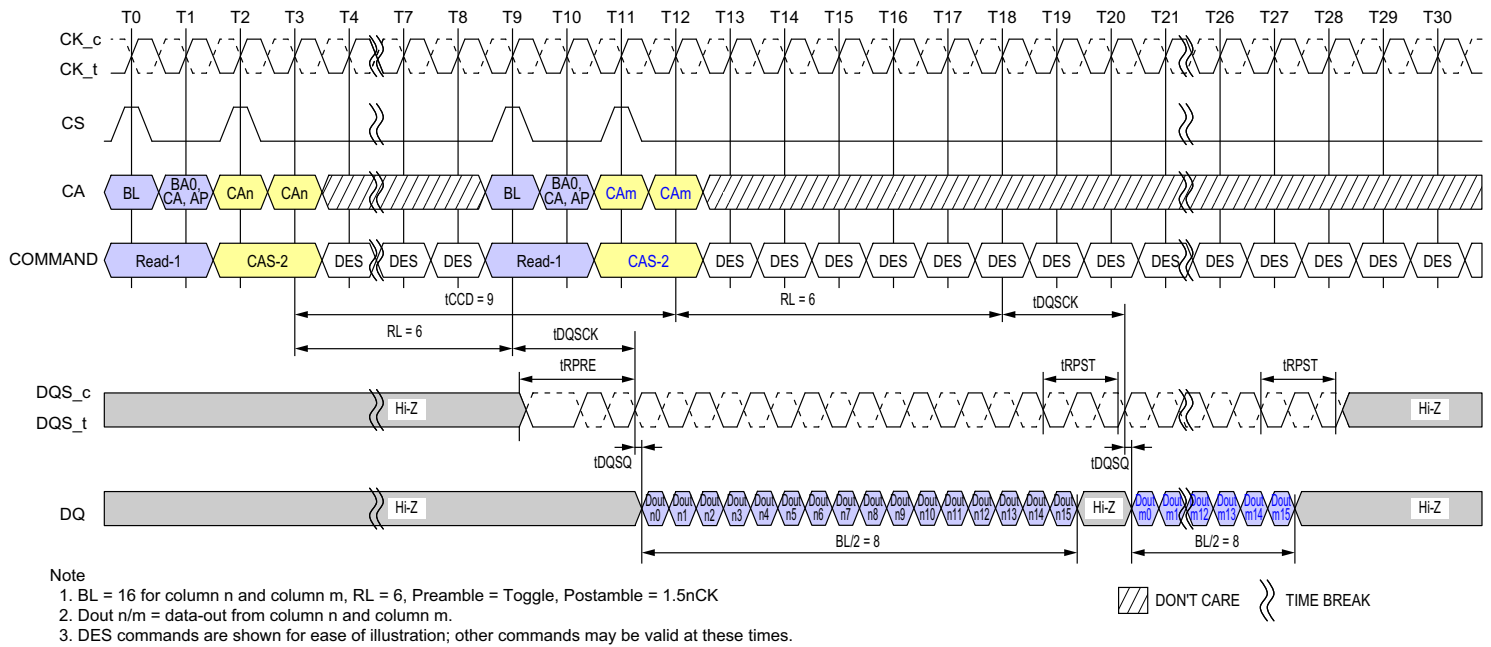 T0 T1 T2 T3 T4 T7 T8 T9 T10 T11 T12 T13 T14 T15 T16 T17 T18 T19 T20 T21 T26 T27 T28 T29 T30
CK_c
CK_t
CS
CA BL BA0, CA, AP CAn CAn BL BA0, CA, AP CAm CAm
COMMAND Read-1 CAS-2 DES DES DES Read-1 CAS-2 DES DES DES DES DES DES DES DES DES DES DES DES DES DES
tCCD = 9 RL = 6 tDQSCK
RL = 6 tDQSCK
tRPRE tRPST tRPST
DQS_c
DQS_t
Hi-Z Hi-Z
tDQSQ tDQSQ
DQ Hi-Z Dout n0 Dout n1 Dout n2 Dout n3 Dout n4 Dout n5 Dout n6 Dout n7 Dout n8 Dout n9 Dout n10 Dout n11 Dout n12 Dout n13 Dout n14 Dout n15 Hi-Z Dout m0 Dout m1 Dout m12 Dout m13 Dout m14 Dout m15 Hi-Z
BL/2 = 8 BL/2 = 8
Note
1. BL = 16 for column n and column m, RL = 6, Preamble = Toggle, Postamble = 1.5nCK
2. Dout n/m = data-out from column n and column m.
3. DES commands are shown for ease of illustration; other commands may be valid at these times.
DON'T CARE TIME BREAK